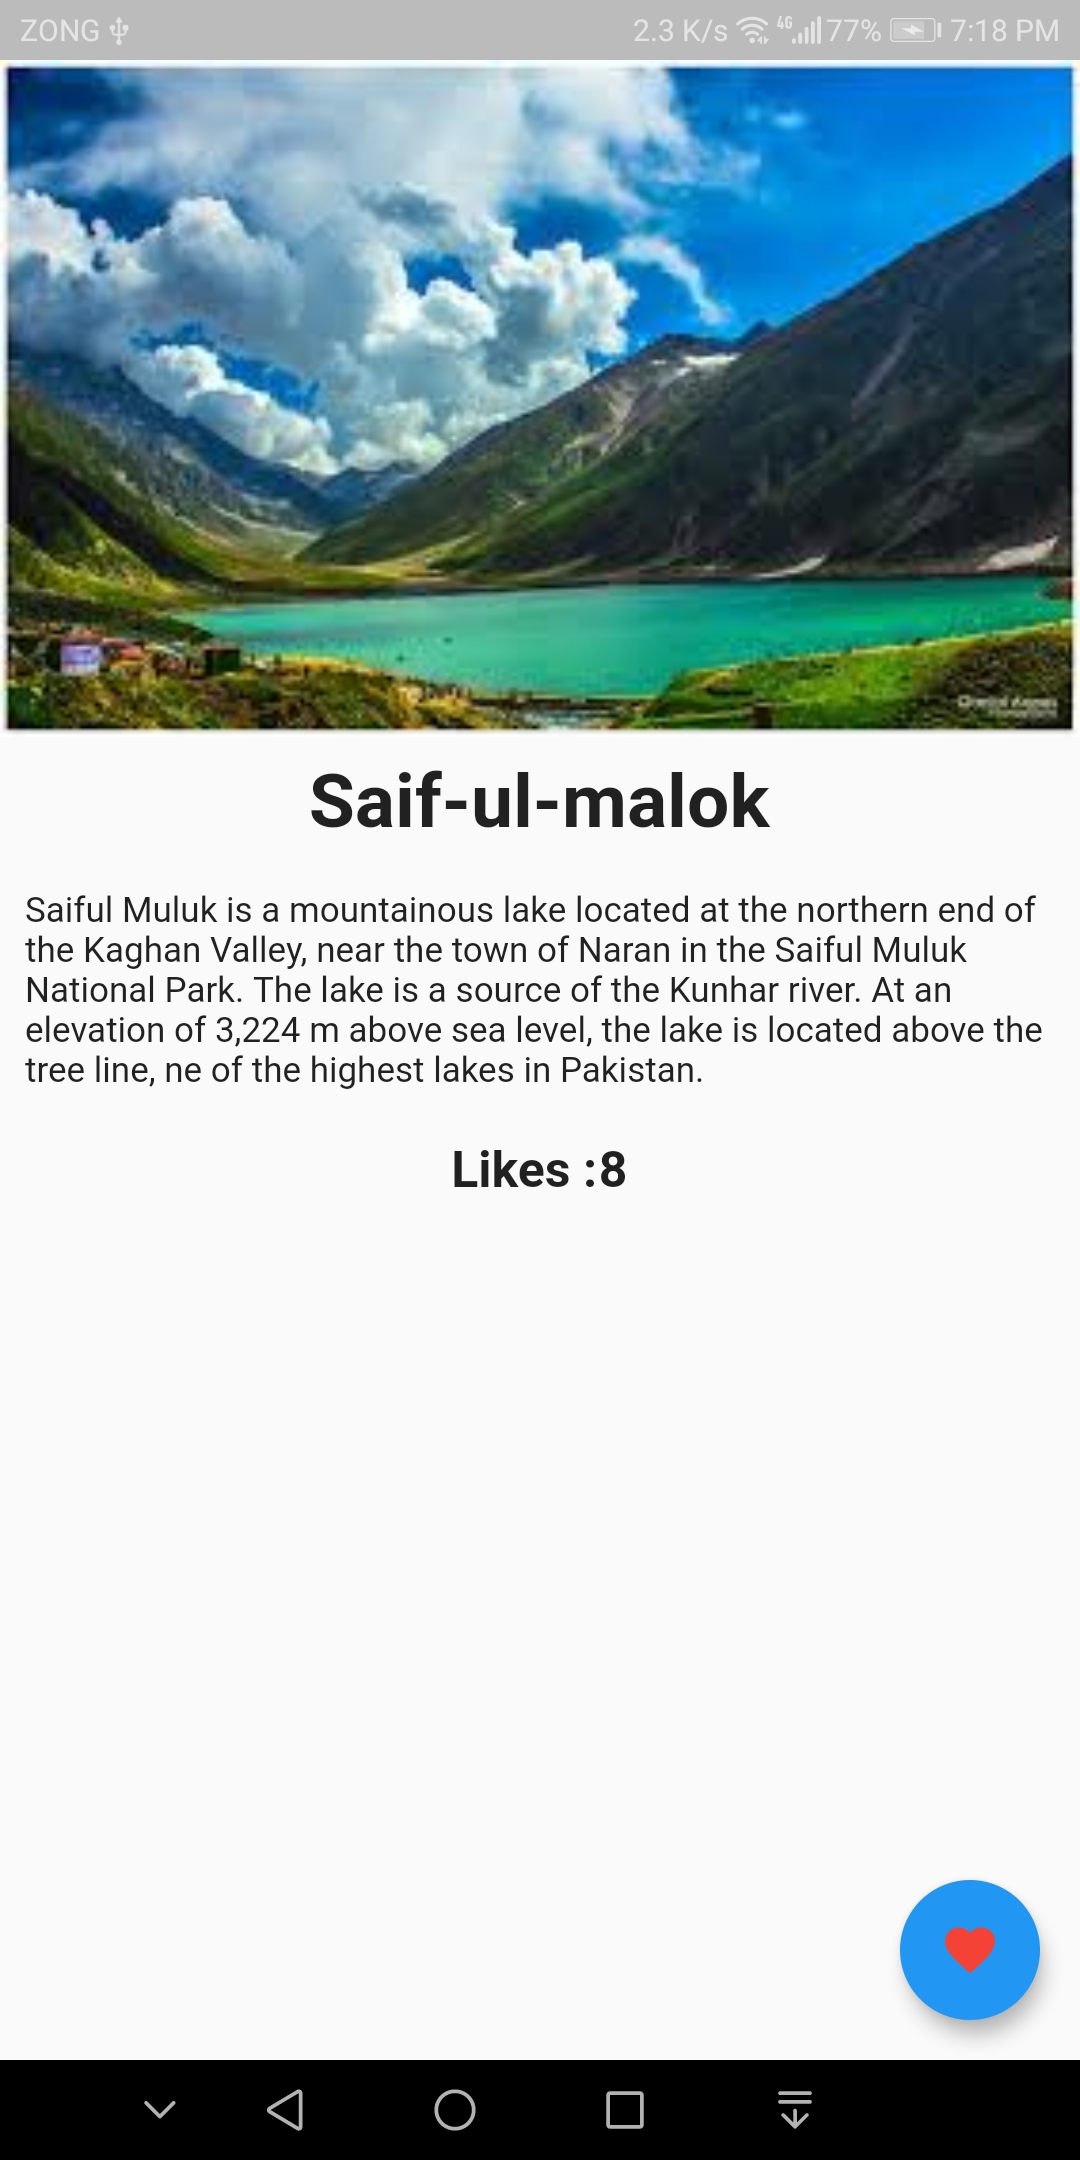 ZONG 2.3 K/s 4G 77% 7:18 PM
Saif-ul-malok
Saiful Muluk is a mountainous lake located at the northern end of
the Kaghan Valley, near the town of Naran in the Saiful Muluk
National Park. The lake is a source of the Kunhar river. At an
elevation of 3,224 m above sea level, the lake is located above the
tree line, ne of the highest lakes in Pakistan.
Likes :8